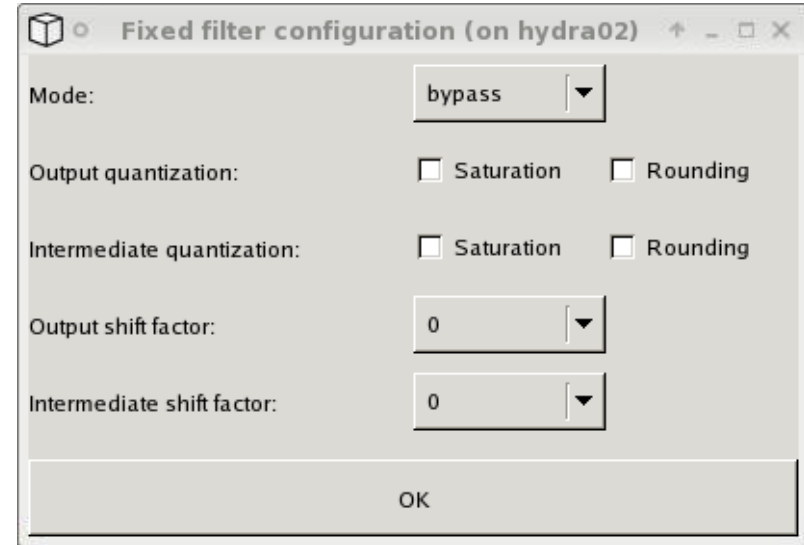 Fixed filter configuration (on hydra02)
Mode: bypass
Output quantization: Saturation Rounding
Intermediate quantization: Saturation Rounding
Output shift factor: 0
Intermediate shift factor: 0
OK